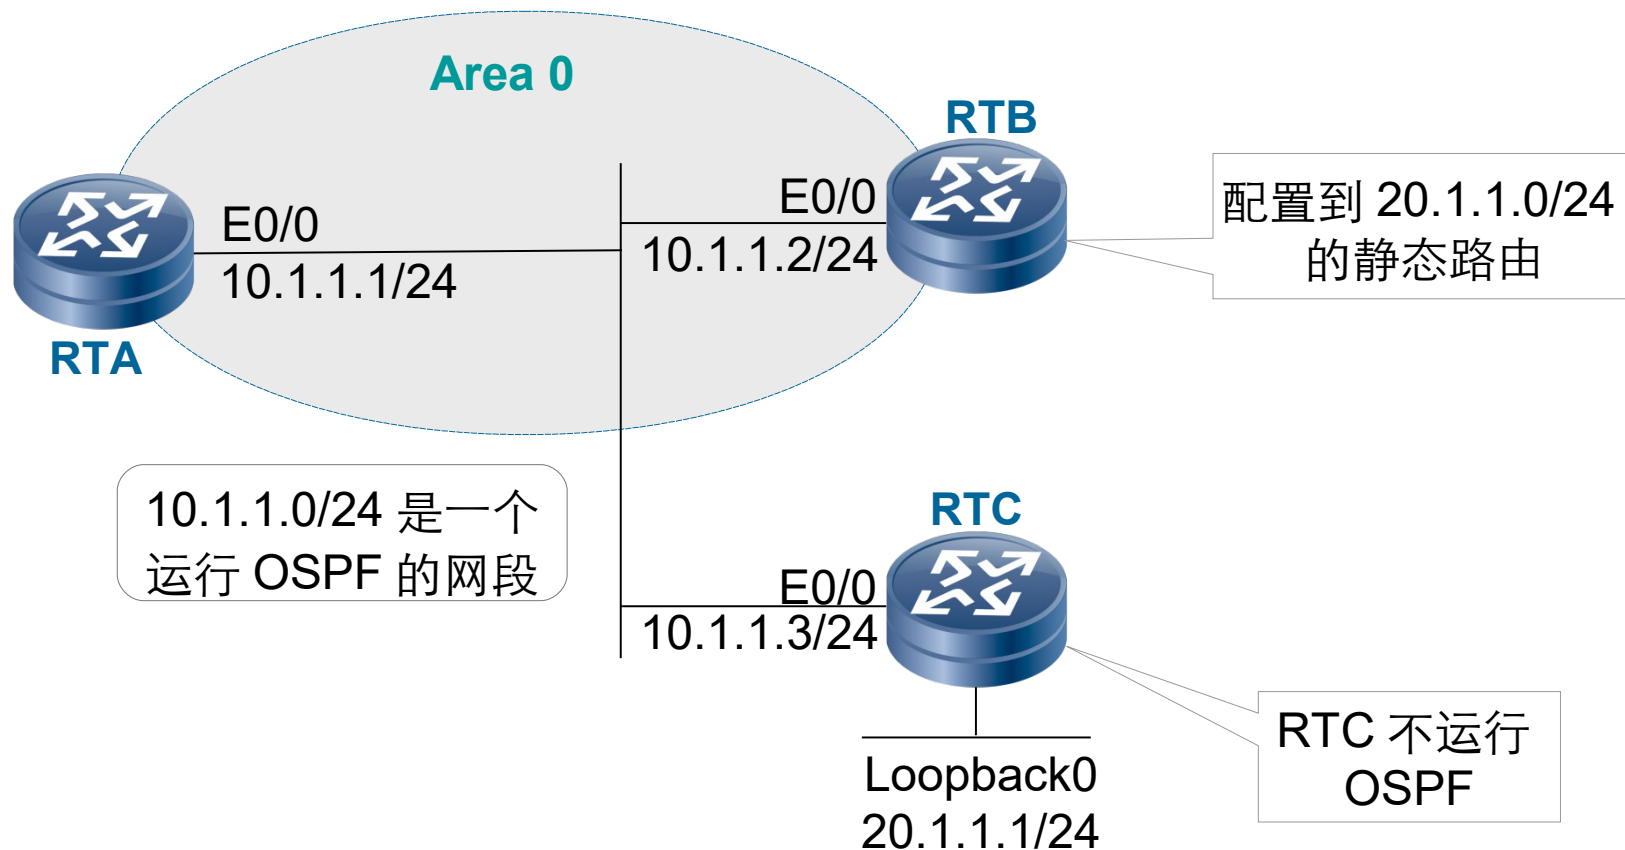 Area 0
RTB
E0/0
10.1.1.2/24
配置到 20.1.1.0/24
的静态路由
E0/0
10.1.1.1/24
RTA
10.1.1.0/24 是一个
运行 OSPF 的网段
RTC
E0/0
10.1.1.3/24
RTC 不运行
OSPF
Loopback0
20.1.1.1/24